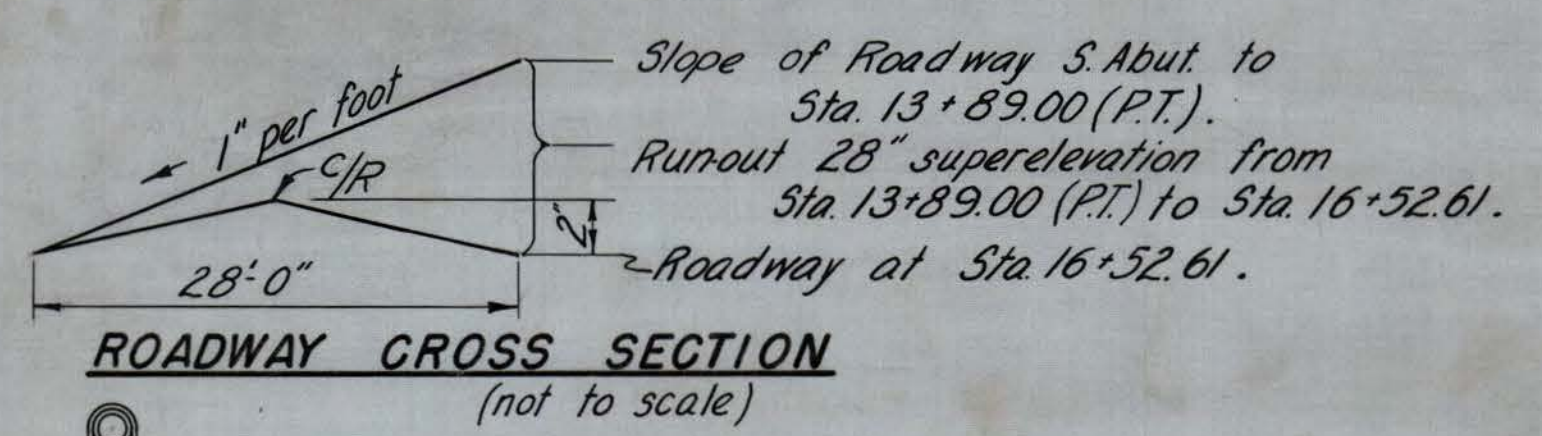 Slope of Roadway S. Abut. to
Sta. 13+89.00 (P.T.).
1" per foot
Run-out 28" superelevation from
C/R
Sta. 13+89.00 (P.T.) to Sta. 16+52.61.
2"
Roadway at Sta. 16+52.61.
28'-0"
ROADWAY CROSS SECTION
(not to scale)